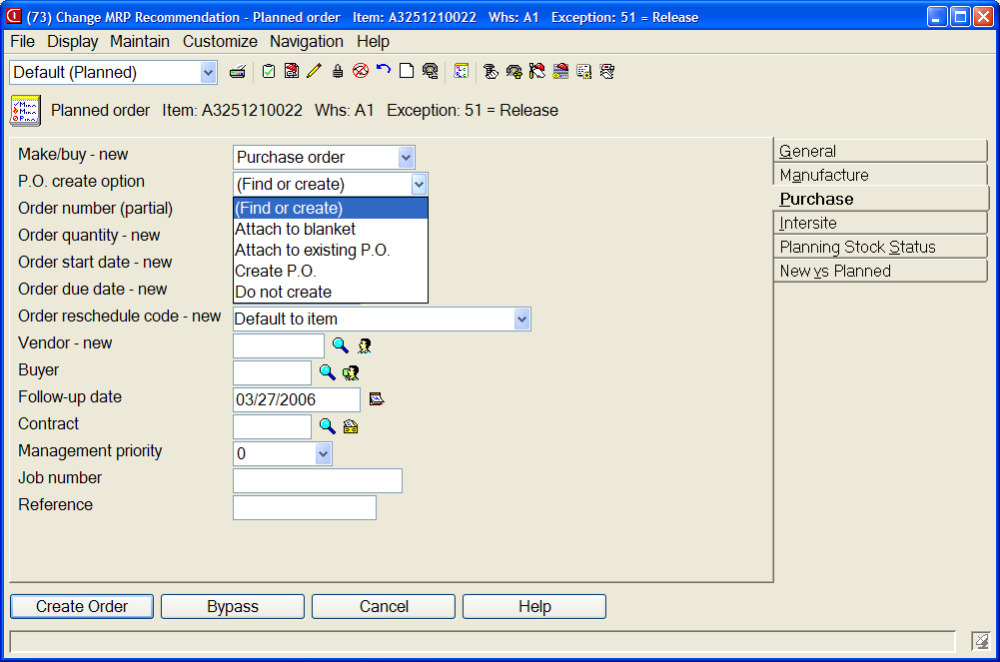 (73) Change MRP Recommendation - Planned order Item: A3251210022 Whs: A1 Exception: 51 = Release
File Display Maintain Customize Navigation Help
Default (Planned)
Planned order Item: A3251210022 Whs: A1 Exception: 51 = Release
Make/buy - new Purchase order
P.O. create option (Find or create)
Order number (partial) (Find or create)
Attach to blanket
Order quantity - new
Attach to existing P.O.
Order start date - new
Create P.O.
Order due date - new
Do not create
Order reschedule code - new Default to item
Vendor - new
Buyer
Follow-up date 03/27/2006
Contract
Management priority 0
Job number
Reference
General
Manufacture
Purchase
Intersite
Planning Stock Status
New vs Planned
Create Order Bypass Cancel Help